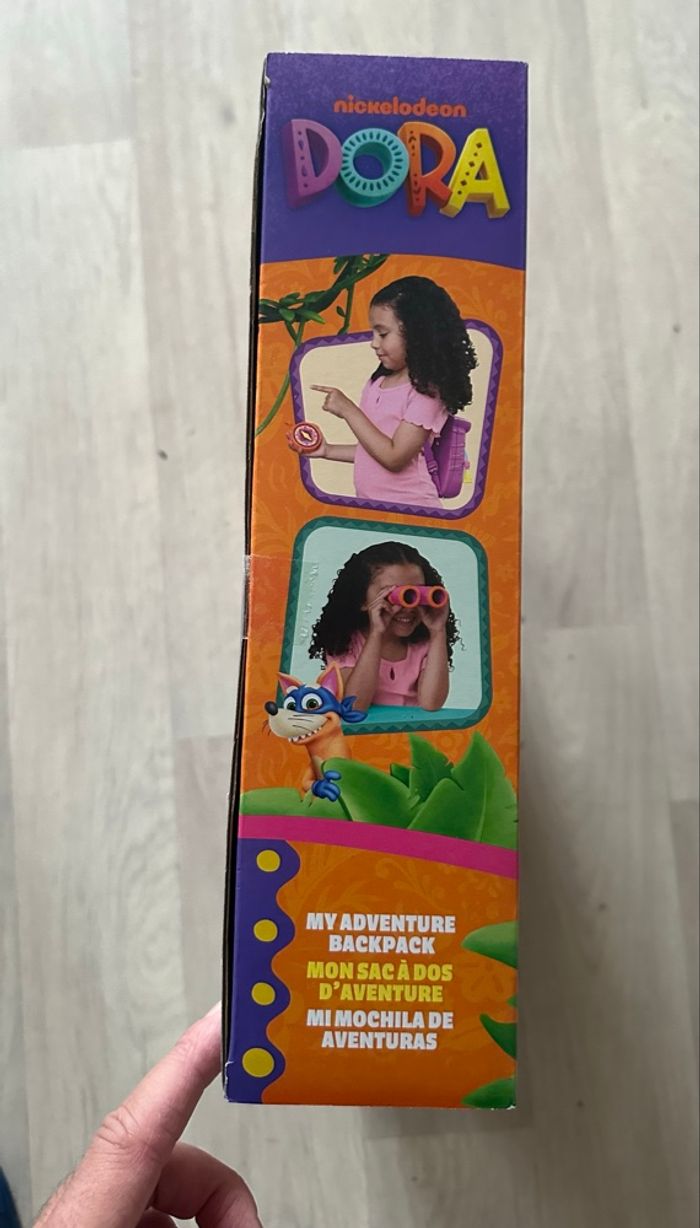 nickelodeon
DORA
MY ADVENTURE
BACKPACK
MON SAC À DOS
D'AVENTURE
MI MOCHILA DE
AVENTURAS